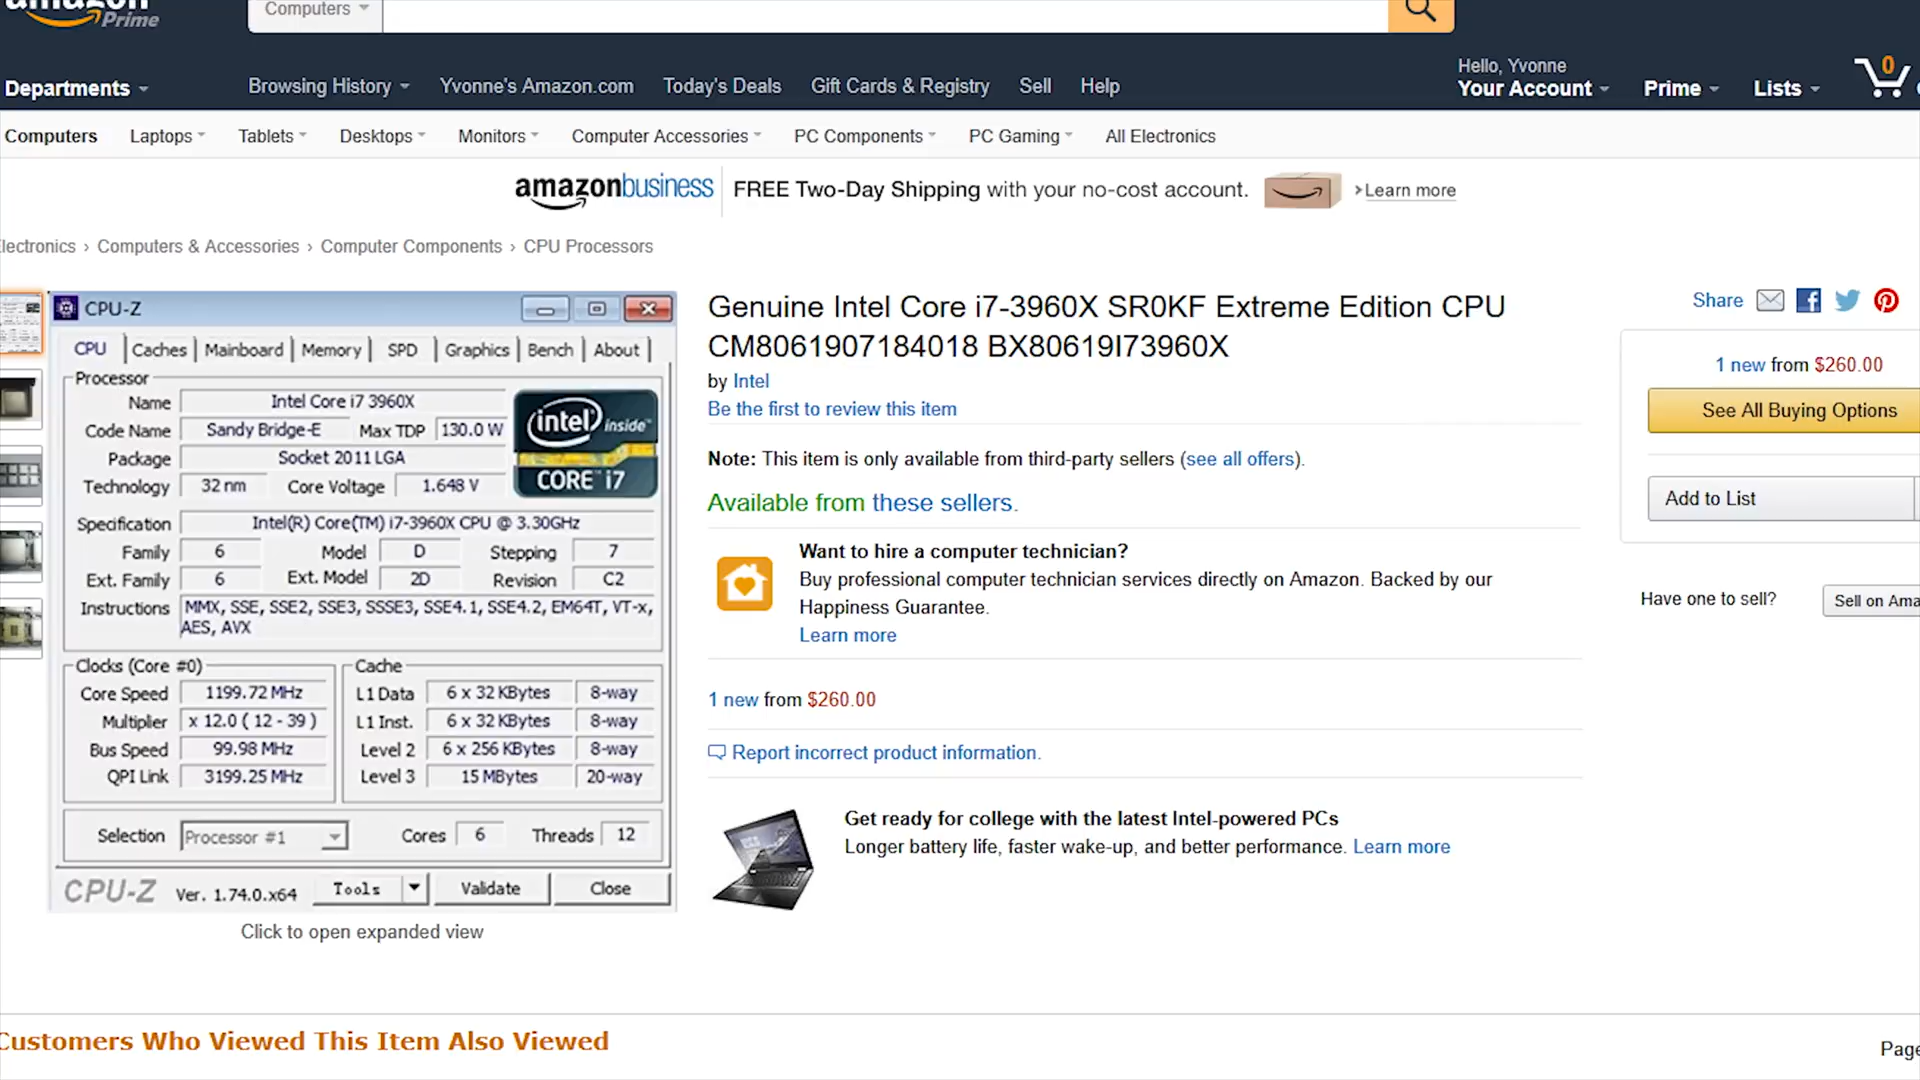 amazon
Prime
Computers
Departments
Browsing History
Yvonne's Amazon.com
Today's Deals
Gift Cards & Registry
Sell
Help
Hello, Yvonne
Your Account
Prime
Lists
0
Computers
Laptops
Tablets
Desktops
Monitors
Computer Accessories
PC Components
PC Gaming
All Electronics
amazonbusiness
FREE Two-Day Shipping with your no-cost account.
›Learn more
lectronics › Computers & Accessories › Computer Components › CPU Processors
CPU-Z
CPU
Caches
Mainboard
Memory
SPD
Graphics
Bench
About
Processor
Name Intel Core i7 3960X
Code Name Sandy Bridge-E Max TDP 130.0 W
Package Socket 2011 LGA
Technology 32 nm Core Voltage 1.648 V
intel inside™
CORE™ i7
Specification Intel(R) Core(TM) i7-3960X CPU @ 3.30GHz
Family 6 Model D Stepping 7
Ext. Family 6 Ext. Model 2D Revision C2
Instructions MMX, SSE, SSE2, SSE3, SSSE3, SSE4.1, SSE4.2, EM64T, VT-x,
AES, AVX
Clocks (Core #0)
Core Speed 1199.72 MHz
Multiplier x 12.0 ( 12 - 39 )
Bus Speed 99.98 MHz
QPI Link 3199.25 MHz
Cache
L1 Data 6 x 32 KBytes 8-way
L1 Inst. 6 x 32 KBytes 8-way
Level 2 6 x 256 KBytes 8-way
Level 3 15 MBytes 20-way
Selection Processor #1 Cores 6 Threads 12
CPU-Z Ver. 1.74.0.x64 Tools Validate Close
Click to open expanded view
Genuine Intel Core i7-3960X SR0KF Extreme Edition CPU
CM8061907184018 BX80619I73960X
by Intel
Be the first to review this item
Note: This item is only available from third-party sellers (see all offers).
Available from these sellers.
Want to hire a computer technician?
Buy professional computer technician services directly on Amazon. Backed by our
Happiness Guarantee.
Learn more
1 new from $260.00
Report incorrect product information.
Get ready for college with the latest Intel-powered PCs
Longer battery life, faster wake-up, and better performance. Learn more
Share
1 new from $260.00
See All Buying Options
Add to List
Have one to sell?
Sell on Ama
Customers Who Viewed This Item Also Viewed
Page